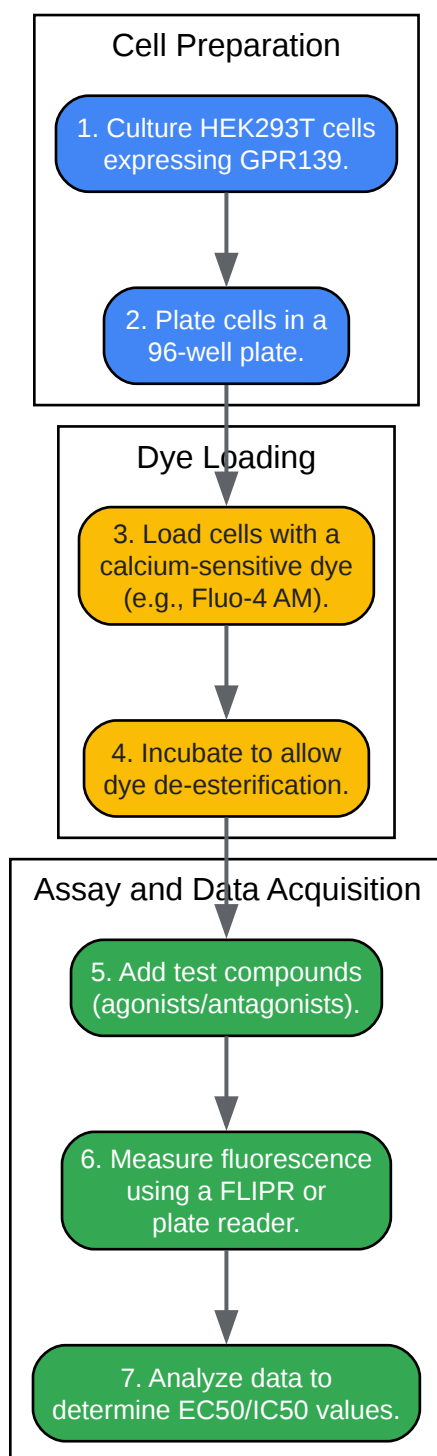 Cell Preparation
1. Culture HEK293T cells
expressing GPR139.
2. Plate cells in a
96-well plate.
Dye Loading
3. Load cells with a
calcium-sensitive dye
(e.g., Fluo-4 AM).
4. Incubate to allow
dye de-esterification.
Assay and Data Acquisition
5. Add test compounds
(agonists/antagonists).
6. Measure fluorescence
using a FLIPR or
plate reader.
7. Analyze data to
determine EC50/IC50 values.